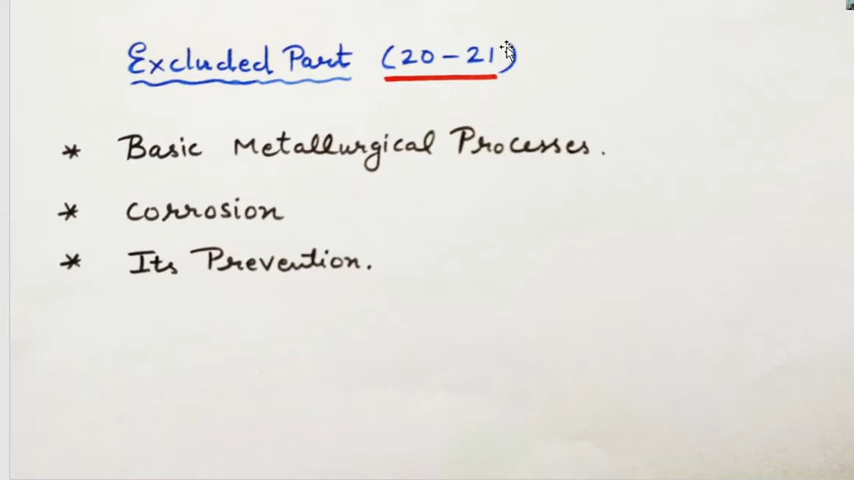 Excluded Part (20-21)
* Basic Metallurgical Processes.
* Corrosion
* Its Prevention.